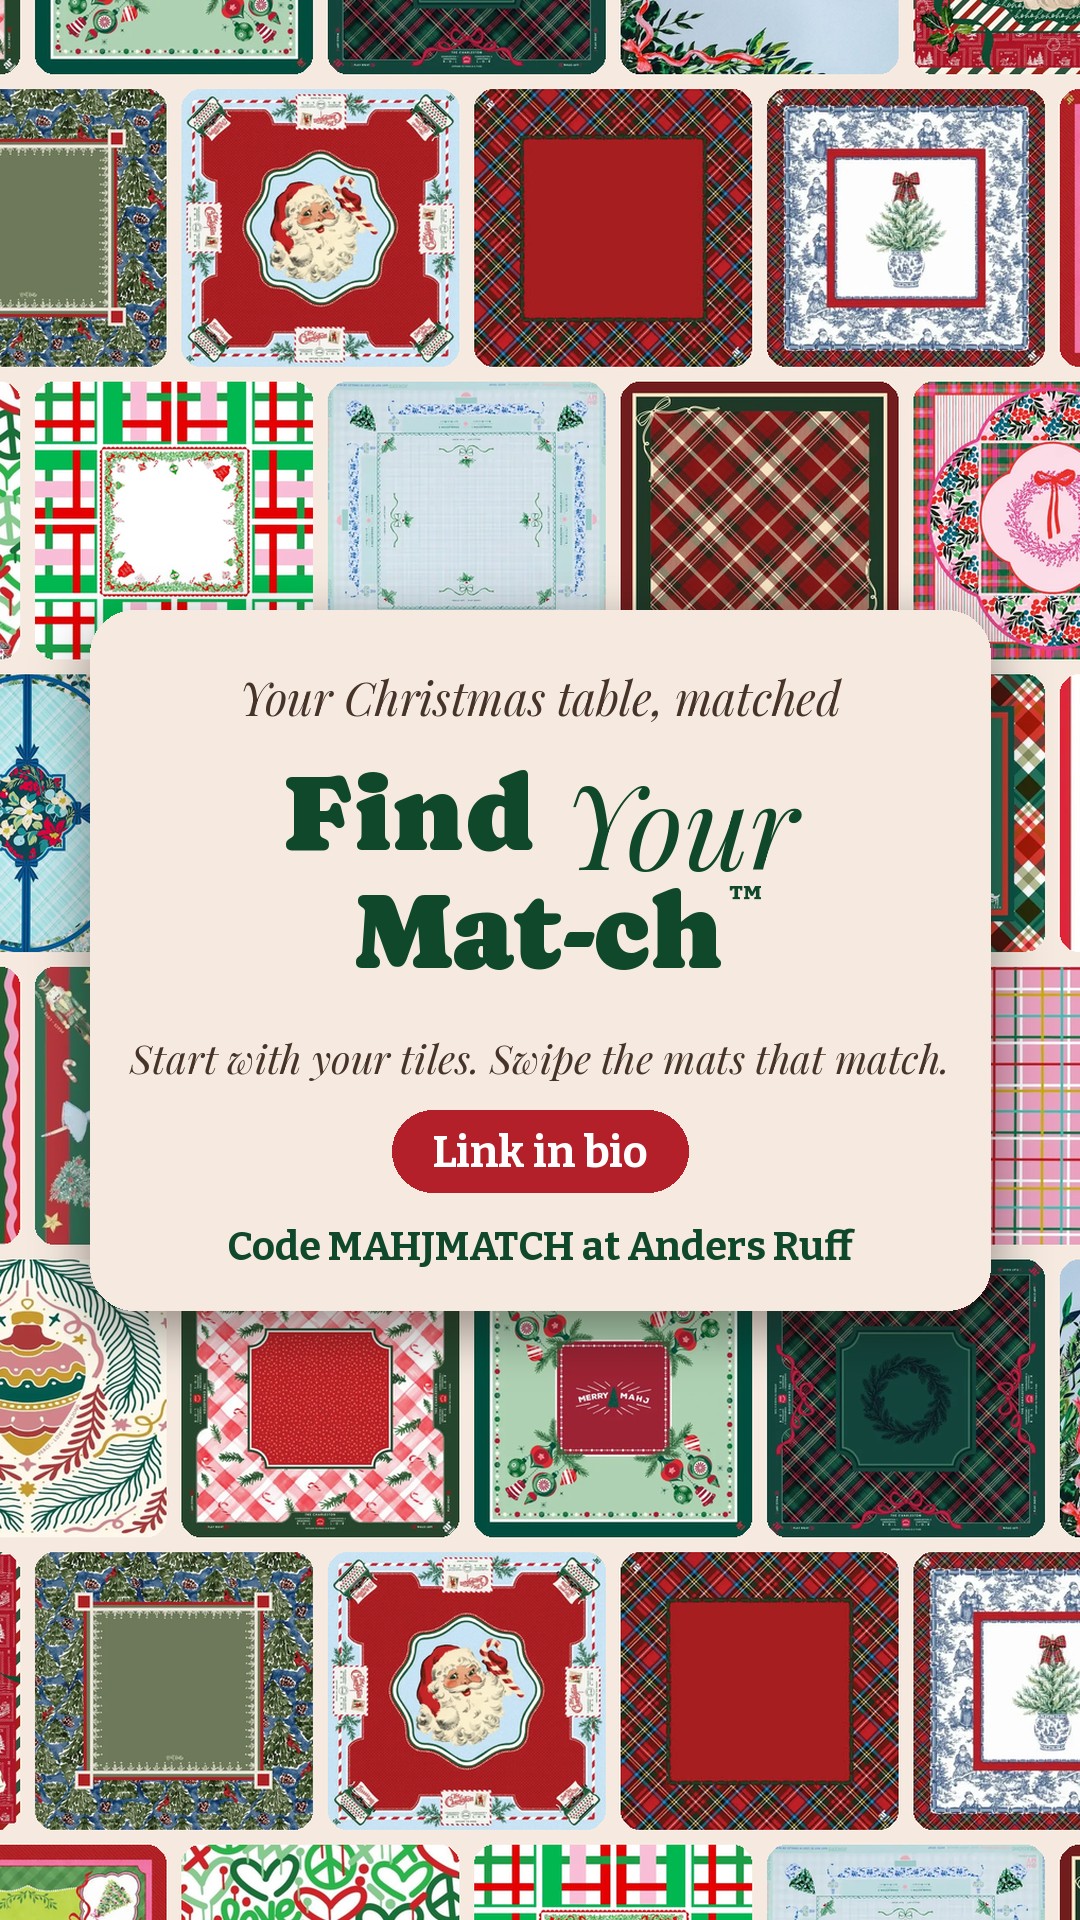 Your Christmas table, matched
Find Your
Mat-ch™
Start with your tiles. Swipe the mats that match.
Link in bio
Code MAHJMATCH at Anders Ruff
MERRY MAHJ